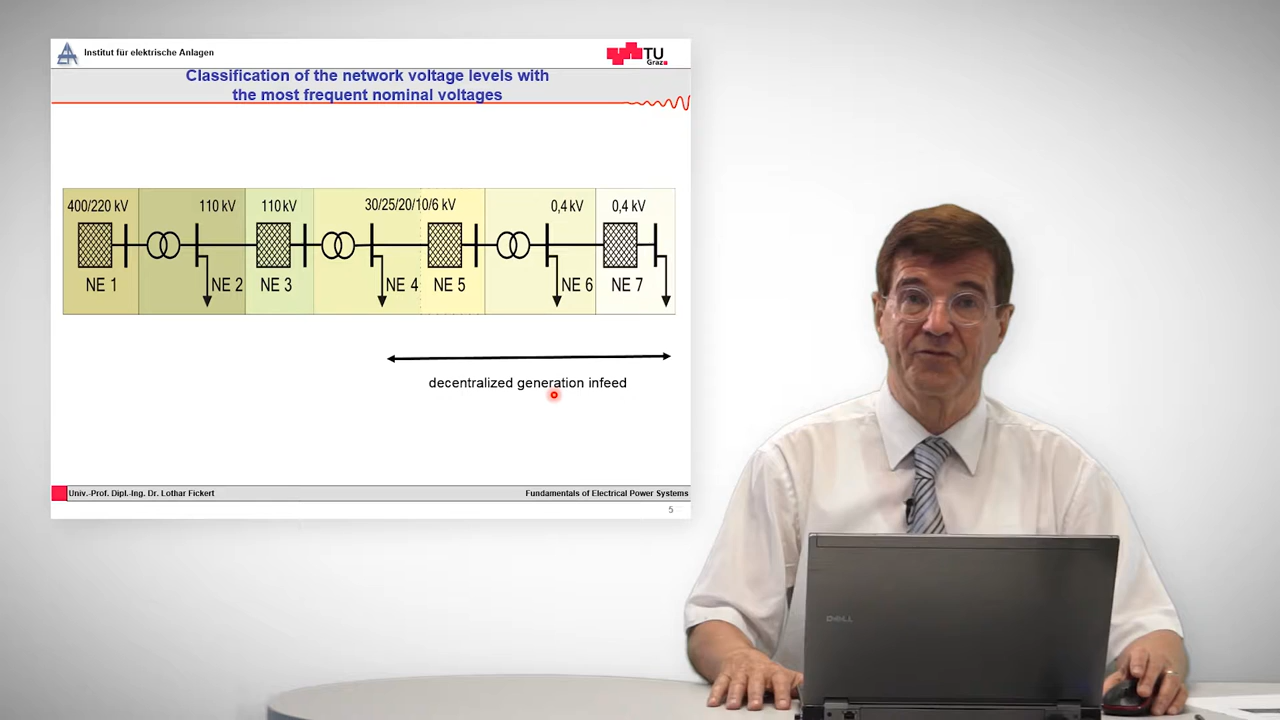 Institut für elektrische Anlagen
TU
Graz
Classification of the network voltage levels with
the most frequent nominal voltages
400/220 kV
110 kV
110 kV
30/25/20/10/6 kV
0,4 kV
0,4 kV
NE 1
NE 2
NE 3
NE 4
NE 5
NE 6
NE 7
decentralized generation infeed
Univ.-Prof. Dipl.-Ing. Dr. Lothar Fickert
Fundamentals of Electrical Power Systems
5
DELL